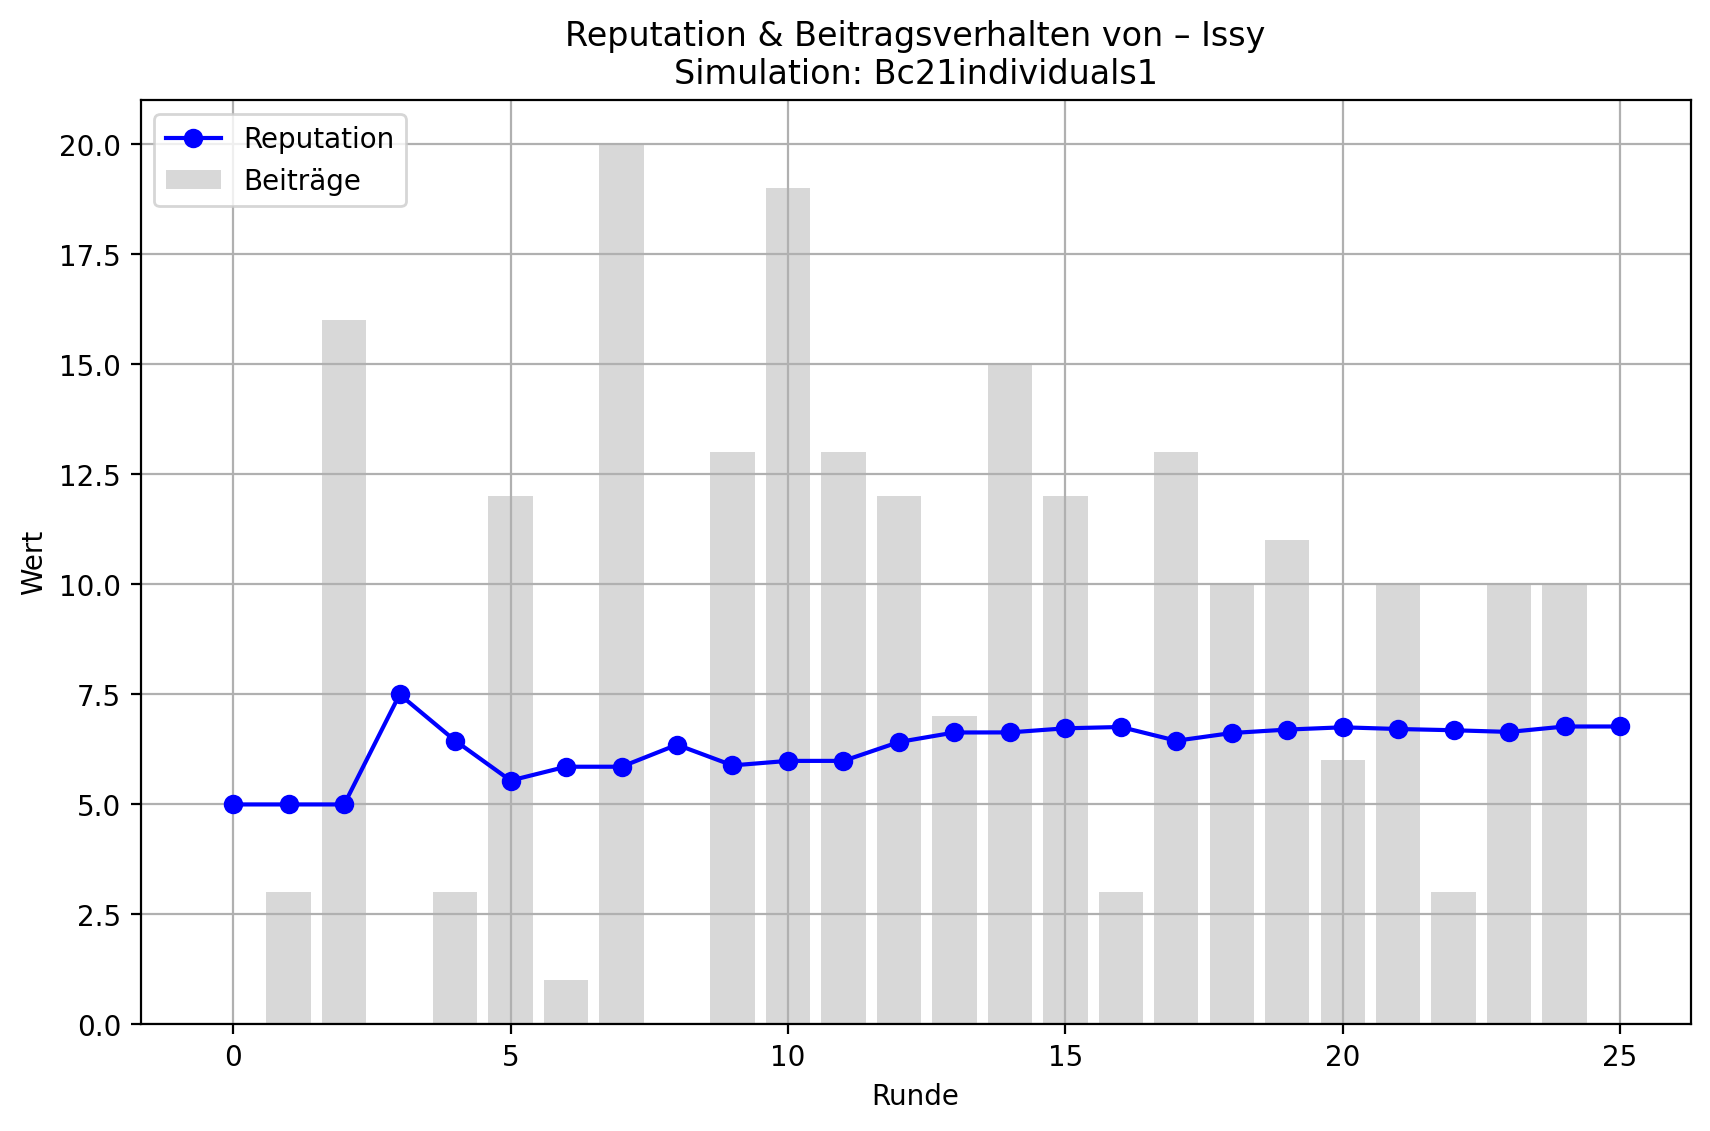 Reputation & Beitragsverhalten von – Issy
Simulation: Bc21individuals1
Reputation
Beiträge
20.0
17.5
15.0
12.5
10.0
7.5
5.0
2.5
0.0
Wert
0 5 10 15 20 25
Runde